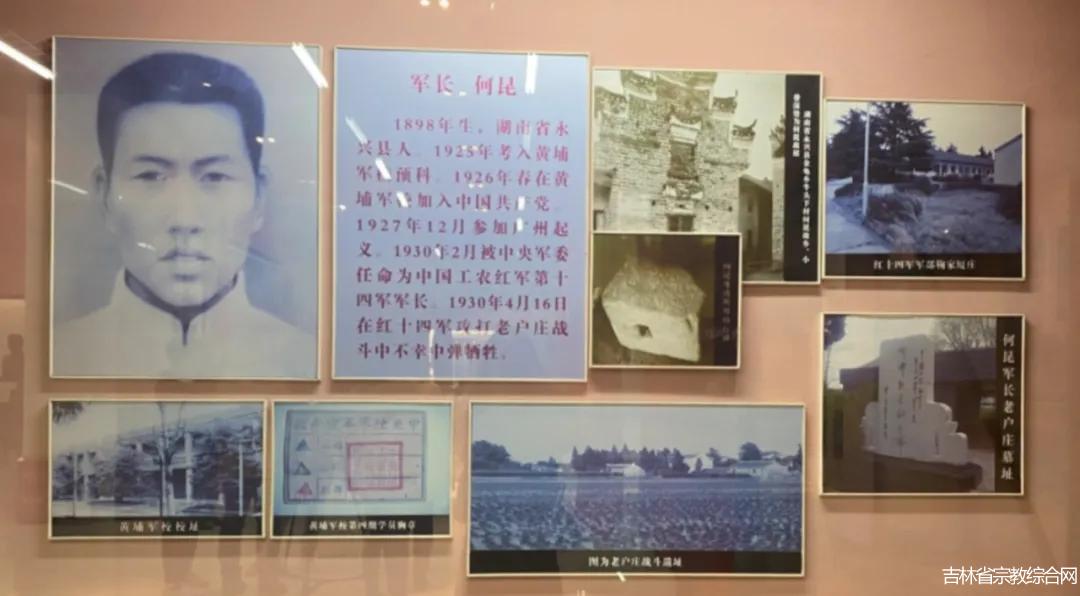 军长 何昆
1898年生。湖南省永
兴县人。1925年考入黄埔
军校预科。1926年春在黄
埔军校加入中国共产党。
1927年12月参加广州起
义。1930年2月被中央军委
任命为中国工农红军第十
四军军长。1930年4月16日
在红十四军攻打老户庄战
斗中不幸中弹牺牲。
红十四军军部鞠家垈庄
何昆军长老户庄墓址
黄埔军校校址
黄埔军校第四期学员胸章
图为老户庄战斗遗址
吉林省宗教综合网